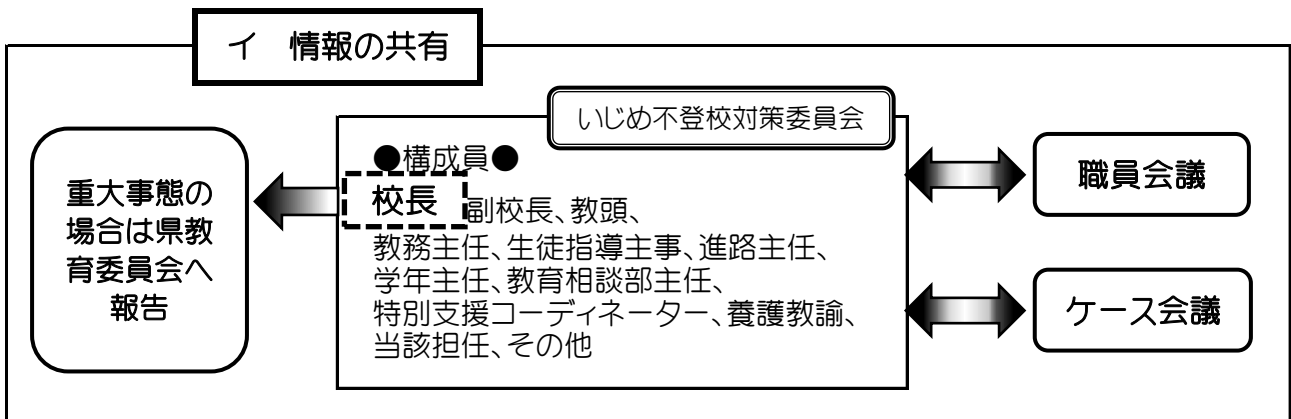 イ 情報の共有
いじめ不登校対策委員会
重大事態の
場合は県教
育委員会へ
報告
●構成員●
校長 副校長、教頭、
教務主任、生徒指導主事、進路主任、
学年主任、教育相談部主任、
特別支援コーディネーター、養護教諭、
当該担任、その他
職員会議
ケース会議